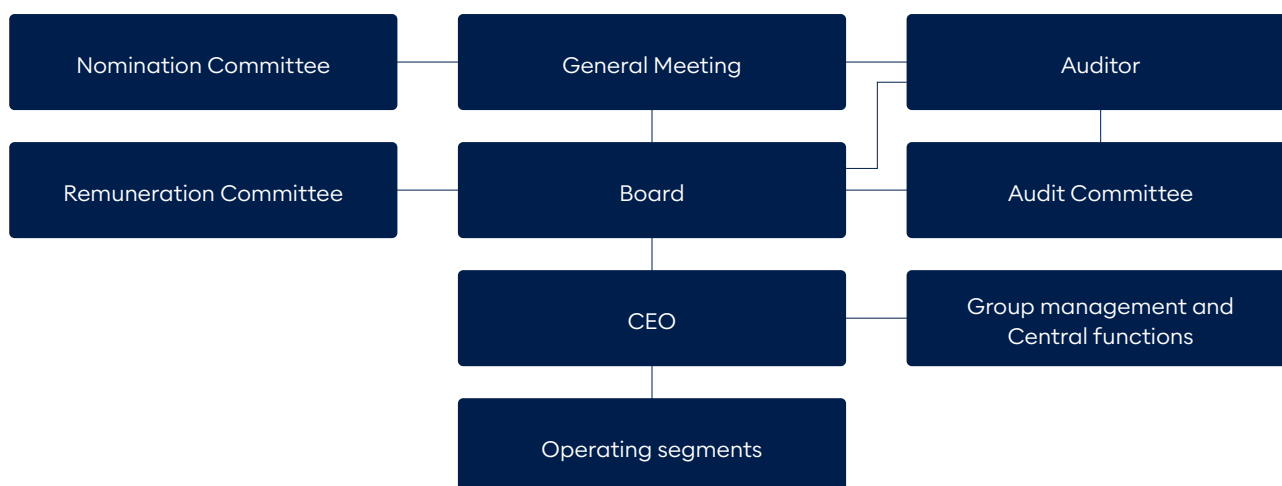 Nomination Committee
General Meeting
Auditor
Remuneration Committee
Board
Audit Committee
CEO
Group management and
Central functions
Operating segments